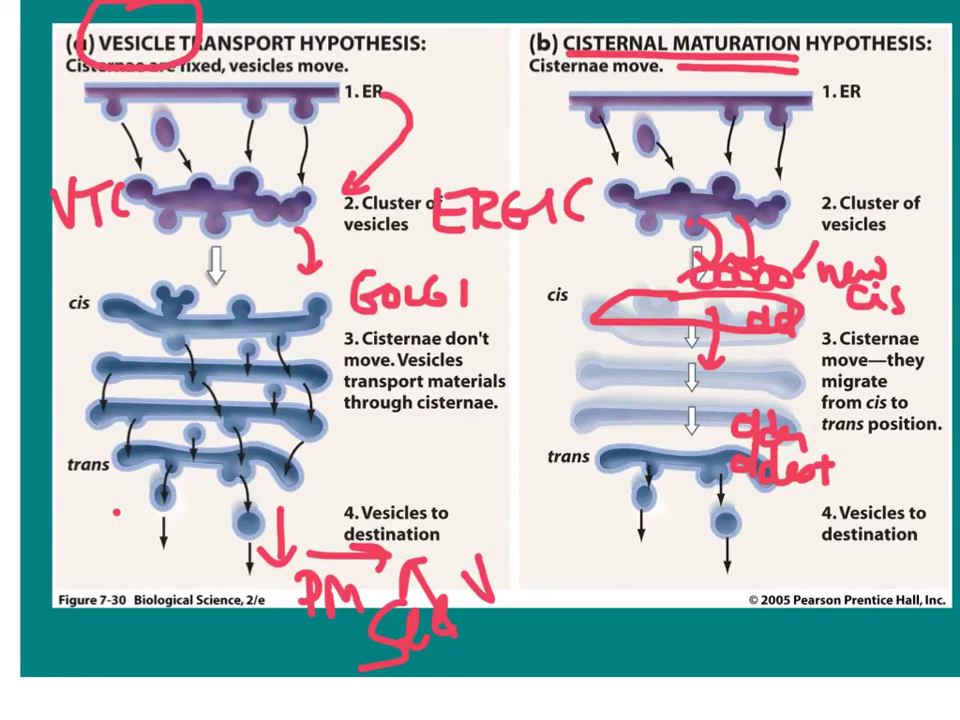 (a) VESICLE TRANSPORT HYPOTHESIS:
Cisternae are fixed, vesicles move.
1. ER
VTC
2. Cluster of
vesicles
ERGIC
GOLGI
cis
3. Cisternae don't
move. Vesicles
transport materials
through cisternae.
trans
4. Vesicles to
destination
PM
V
Figure 7-30 Biological Science, 2/e
(b) CISTERNAL MATURATION HYPOTHESIS:
Cisternae move.
1. ER
2. Cluster of
vesicles
new
cis
cis
old
3. Cisternae
move—they
migrate
from cis to
trans position.
older
oldest
trans
4. Vesicles to
destination
© 2005 Pearson Prentice Hall, Inc.